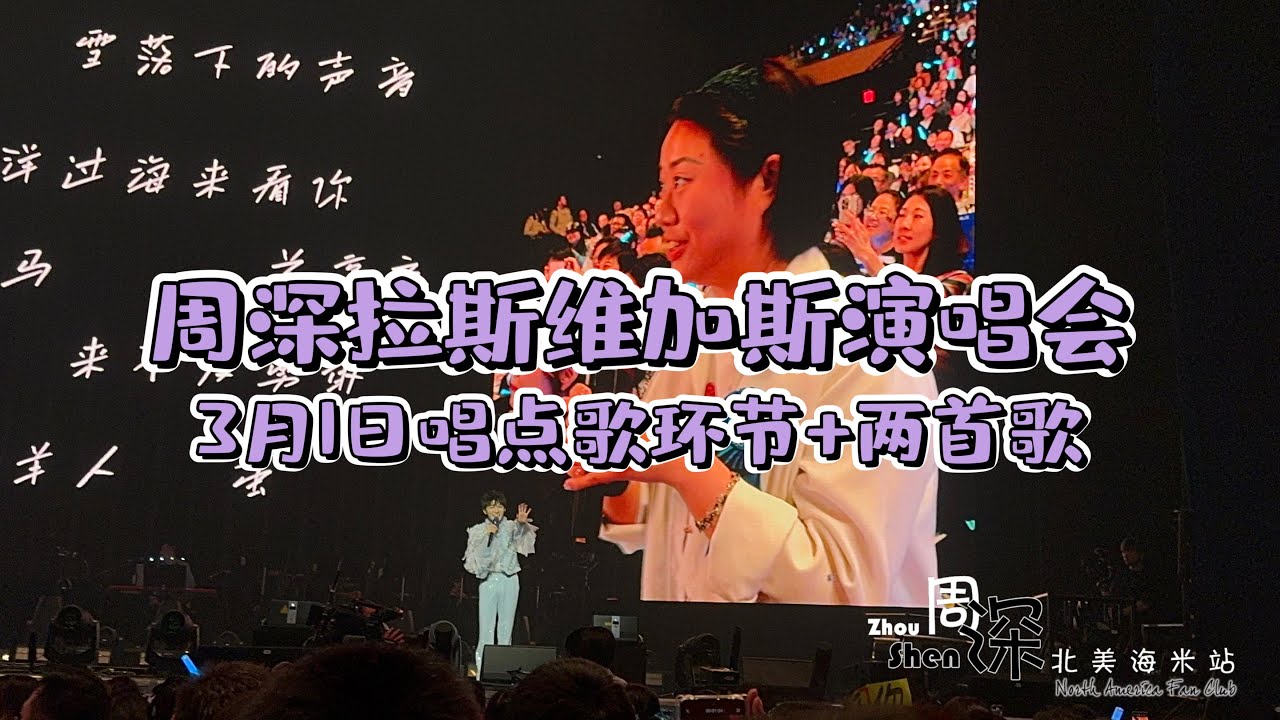 雪落下的声音
洋过海来看你
马
来
羊人
周深拉斯维加斯演唱会
3月1日唱点歌环节+两首歌
Zhou Shen
周深
北美海米站
North America Fan Club